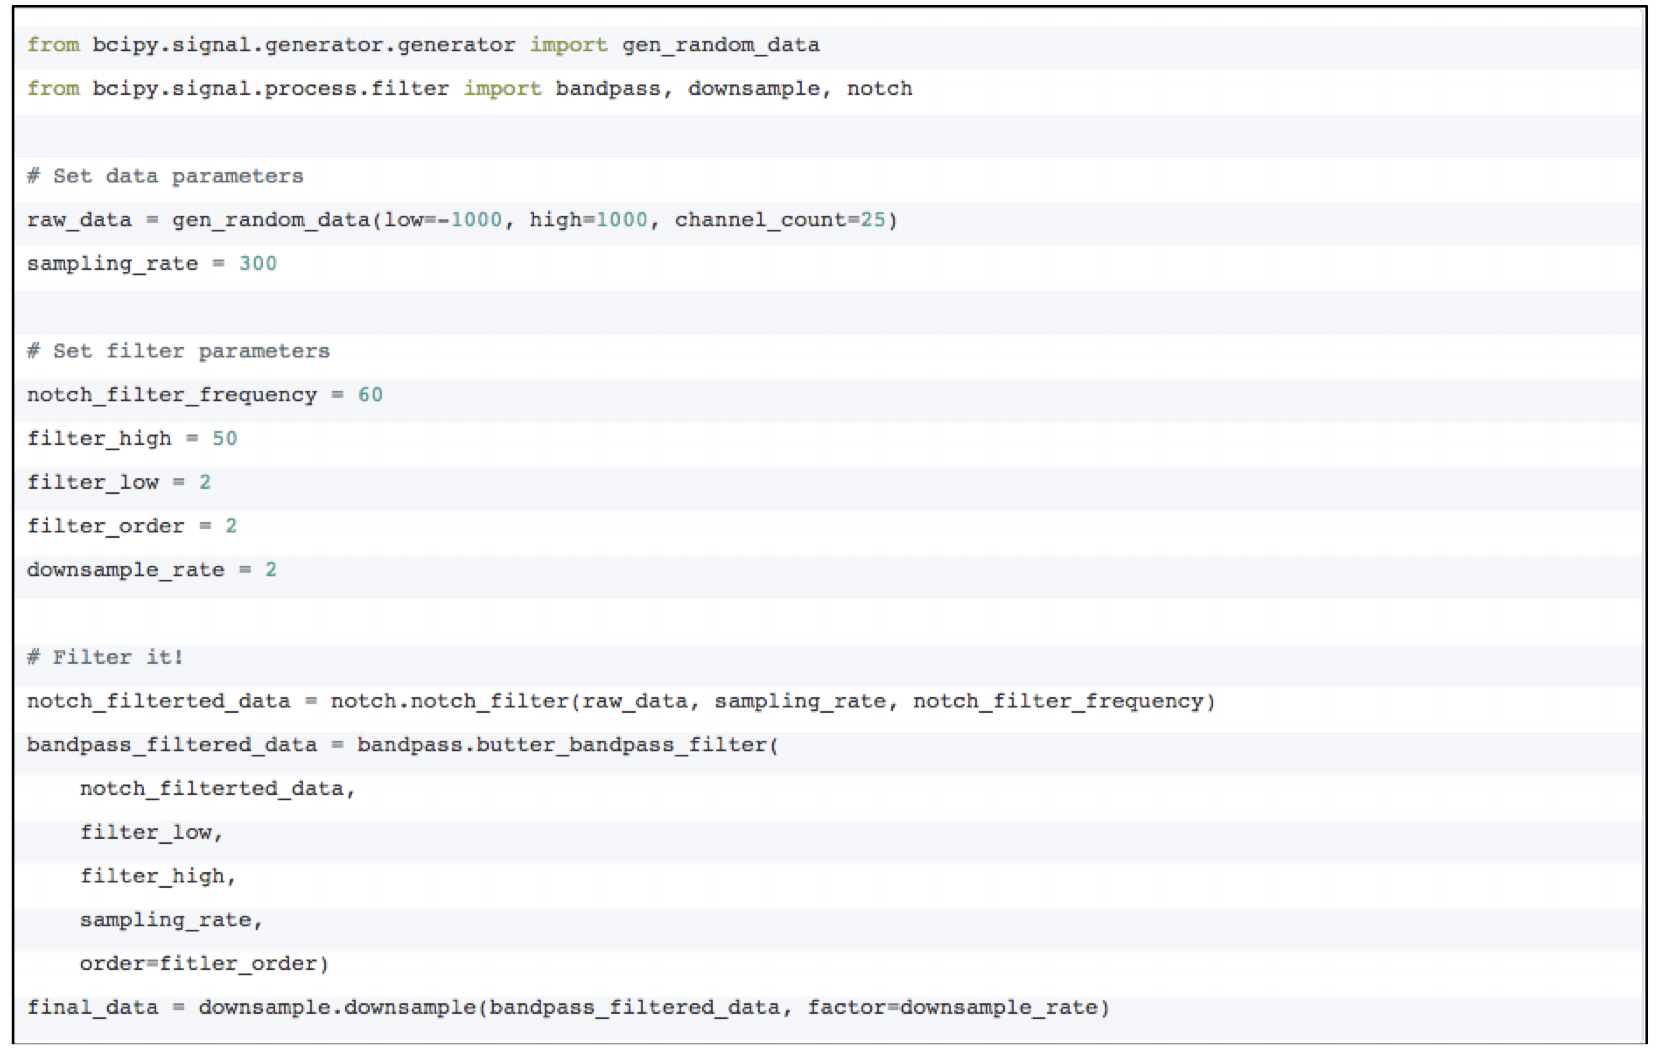 from bcipy.signal.generator.generator import gen_random_data
from bcipy.signal.process.filter import bandpass, downsample, notch
# Set data parameters
raw_data = gen_random_data(low=-1000, high=1000, channel_count=25)
sampling_rate = 300
# Set filter parameters
notch_filter_frequency = 60
filter_high = 50
filter_low = 2
filter_order = 2
downsample_rate = 2
# Filter it!
notch_filterted_data = notch.notch_filter(raw_data, sampling_rate, notch_filter_frequency)
bandpass_filtered_data = bandpass.butter_bandpass_filter(
    notch_filterted_data,
    filter_low,
    filter_high,
    sampling_rate,
    order=fitler_order)
final_data = downsample.downsample(bandpass_filtered_data, factor=downsample_rate)